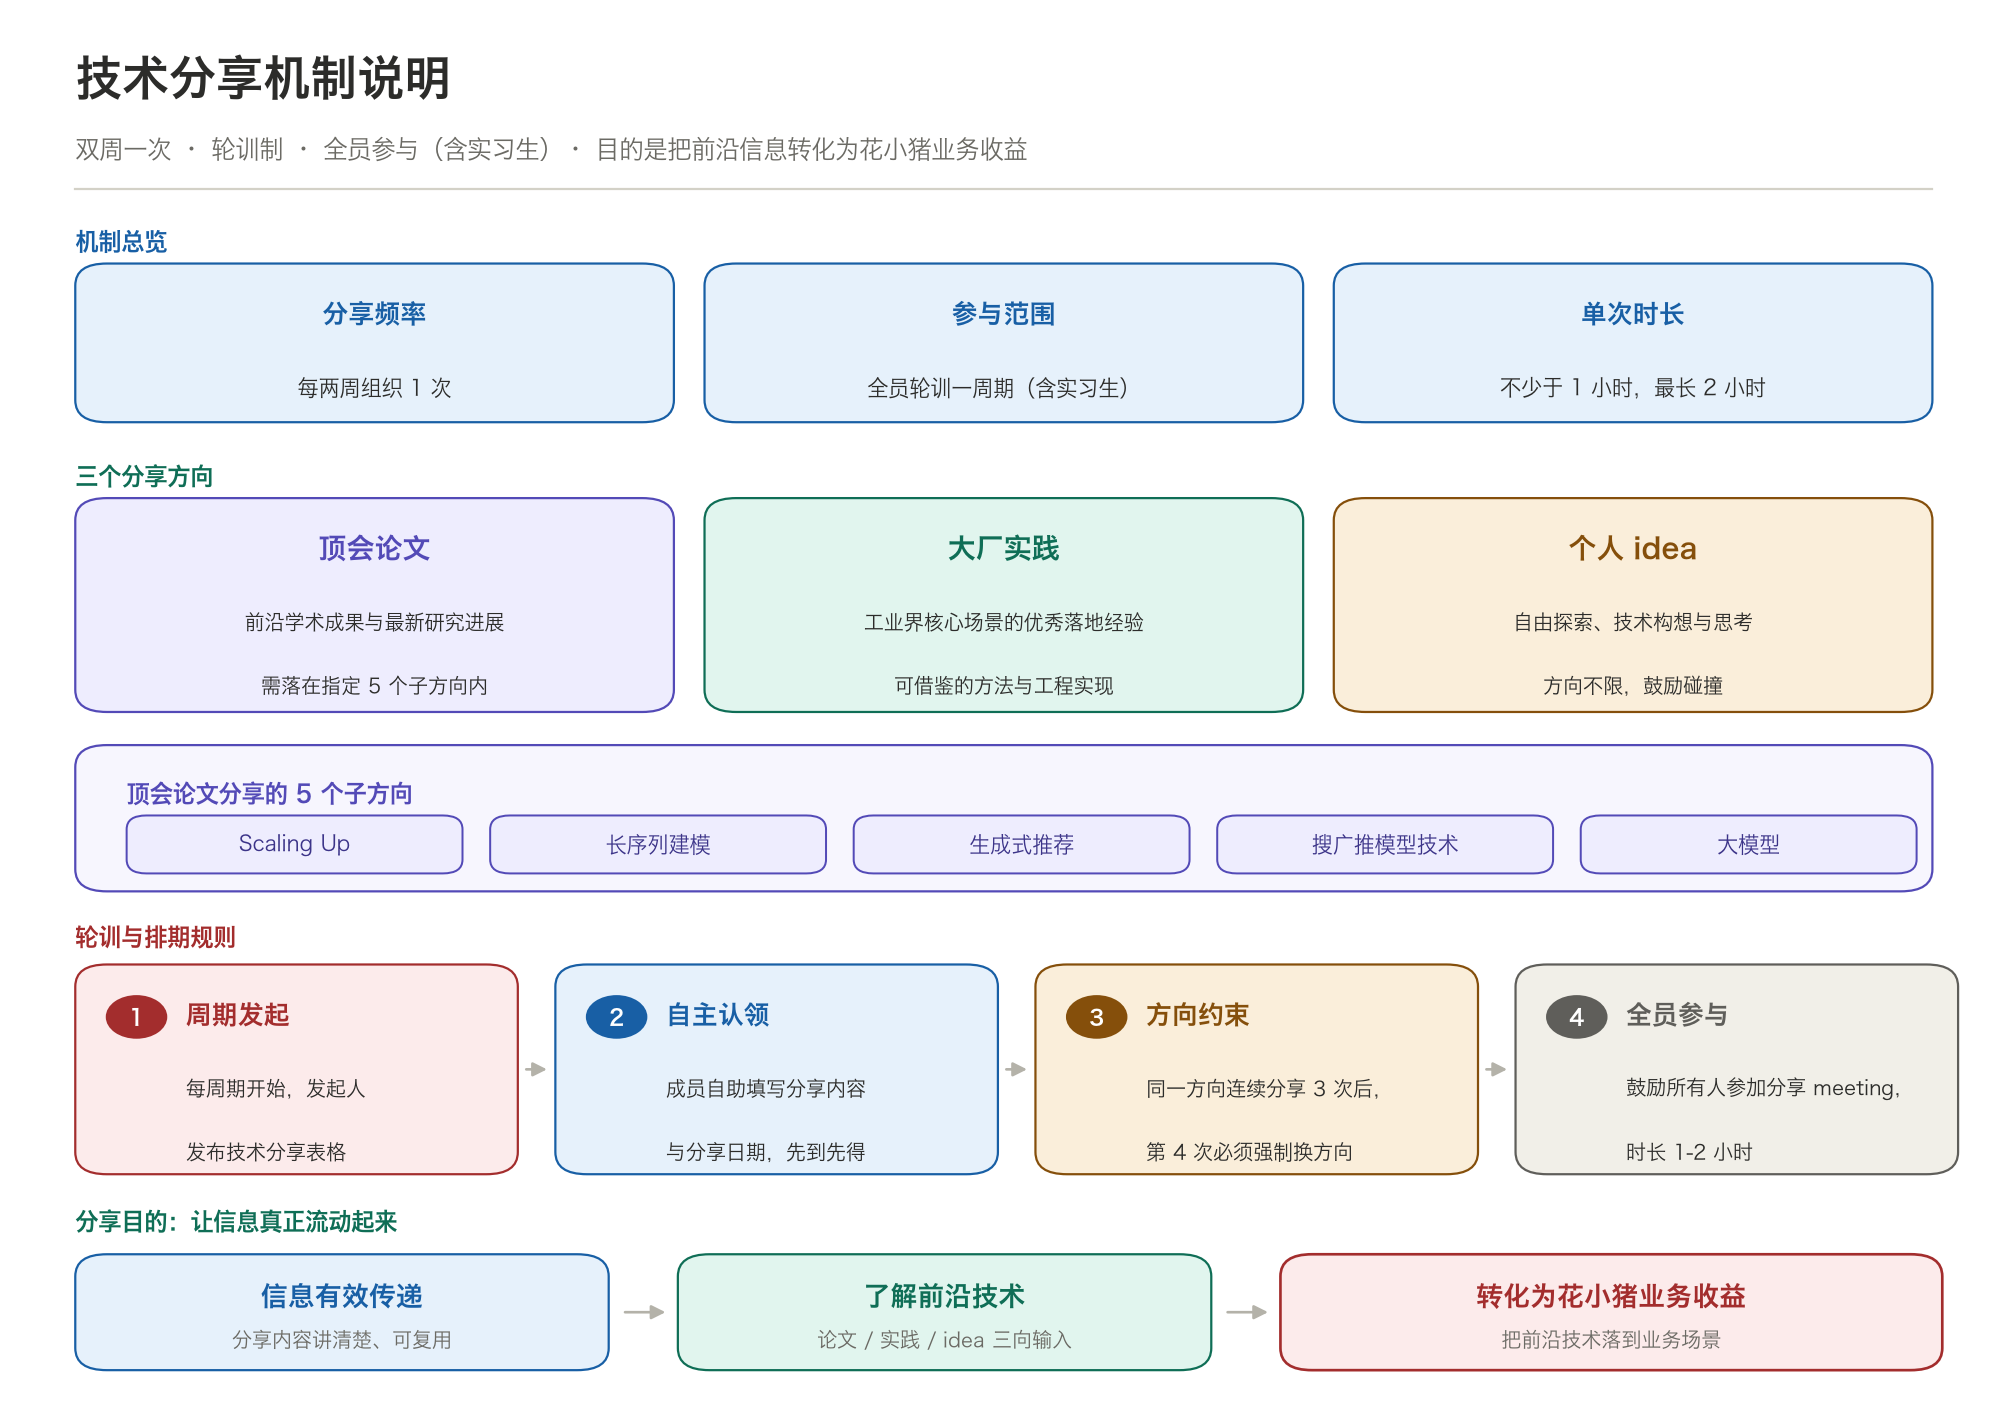 技术分享机制说明
双周一次 · 轮训制 · 全员参与（含实习生） · 目的是把前沿信息转化为花小猪业务收益
机制总览
分享频率
每两周组织 1 次
参与范围
全员轮训一周期（含实习生）
单次时长
不少于 1 小时，最长 2 小时
三个分享方向
顶会论文
前沿学术成果与最新研究进展
需落在指定 5 个子方向内
大厂实践
工业界核心场景的优秀落地经验
可借鉴的方法与工程实现
个人 idea
自由探索、技术构想与思考
方向不限，鼓励碰撞
顶会论文分享的 5 个子方向
Scaling Up
长序列建模
生成式推荐
搜广推模型技术
大模型
轮训与排期规则
1 周期发起
每周期开始，发起人
发布技术分享表格
2 自主认领
成员自助填写分享内容
与分享日期，先到先得
3 方向约束
同一方向连续分享 3 次后，
第 4 次必须强制换方向
4 全员参与
鼓励所有人参加分享 meeting，
时长 1-2 小时
分享目的：让信息真正流动起来
信息有效传递
分享内容讲清楚、可复用
了解前沿技术
论文 / 实践 / idea 三向输入
转化为花小猪业务收益
把前沿技术落到业务场景